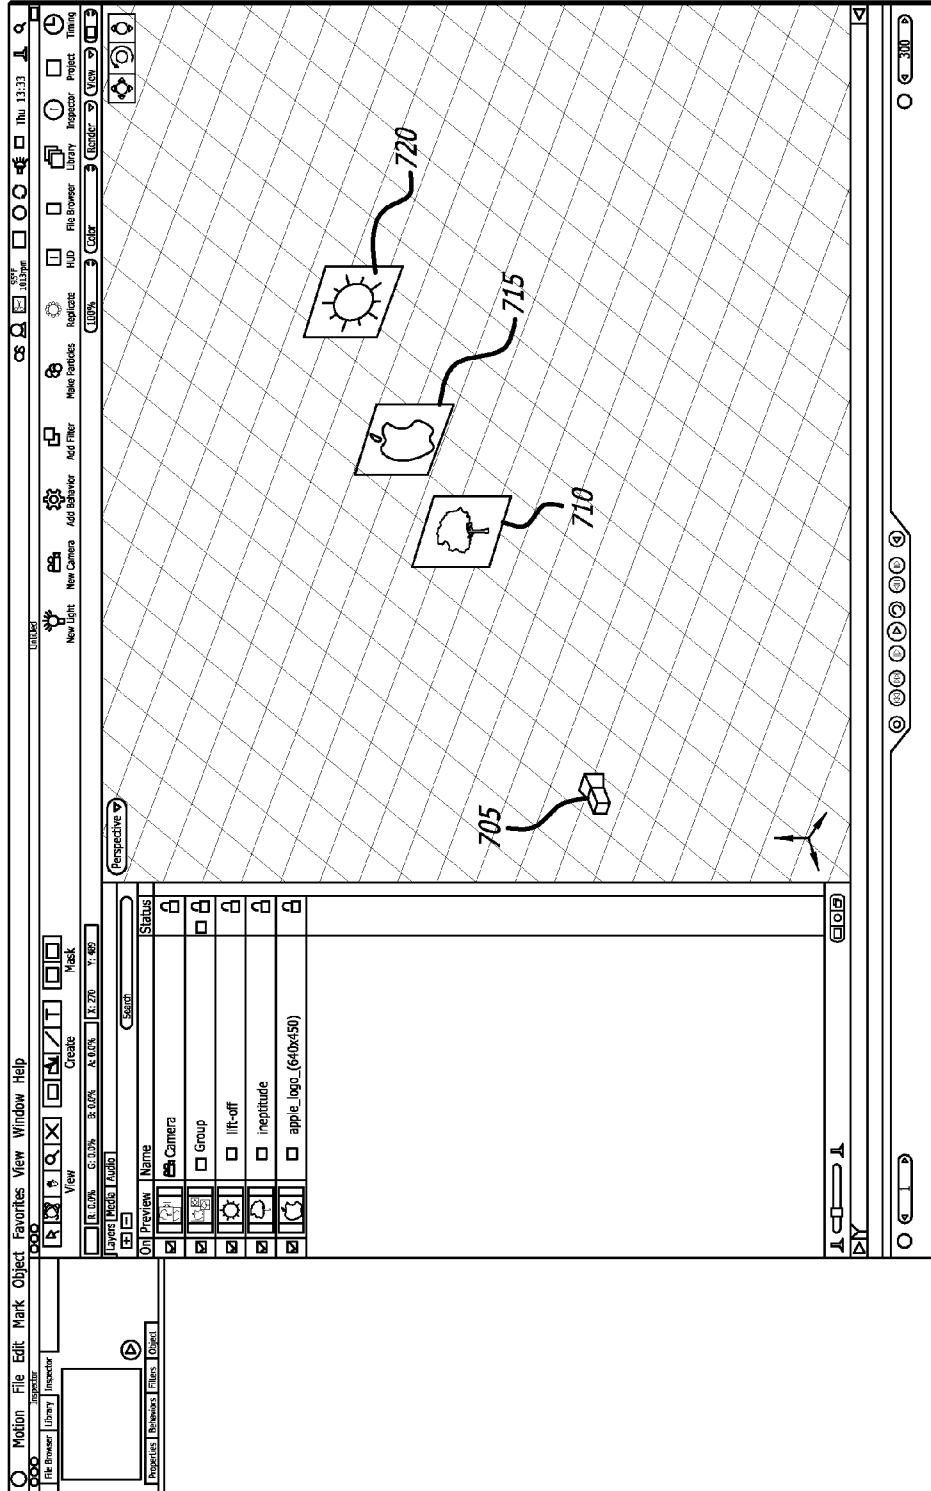 Motion File Edit Mark Object Favorites View Window Help
95°F
1013rpm
Thu 13:33
Inspector
Untitled
File Browser Library Inspector
View
Create
Mask
New Light New Camera Add Behavior Add Filter Make Particles Replicate HUD File Browser Library Inspector Project Timing
R: 0.0% G: 0.0% B: 0.0% A: 0.0% X: 270 Y: 489
100% Color Render View
Layers Media Audio
Search
Perspective
On Preview Name Status
Camera
Group
lift-off
ineptitude
apple_logo_(640x450)
Properties Behaviors Filters Object
705
710
715
720
1
300